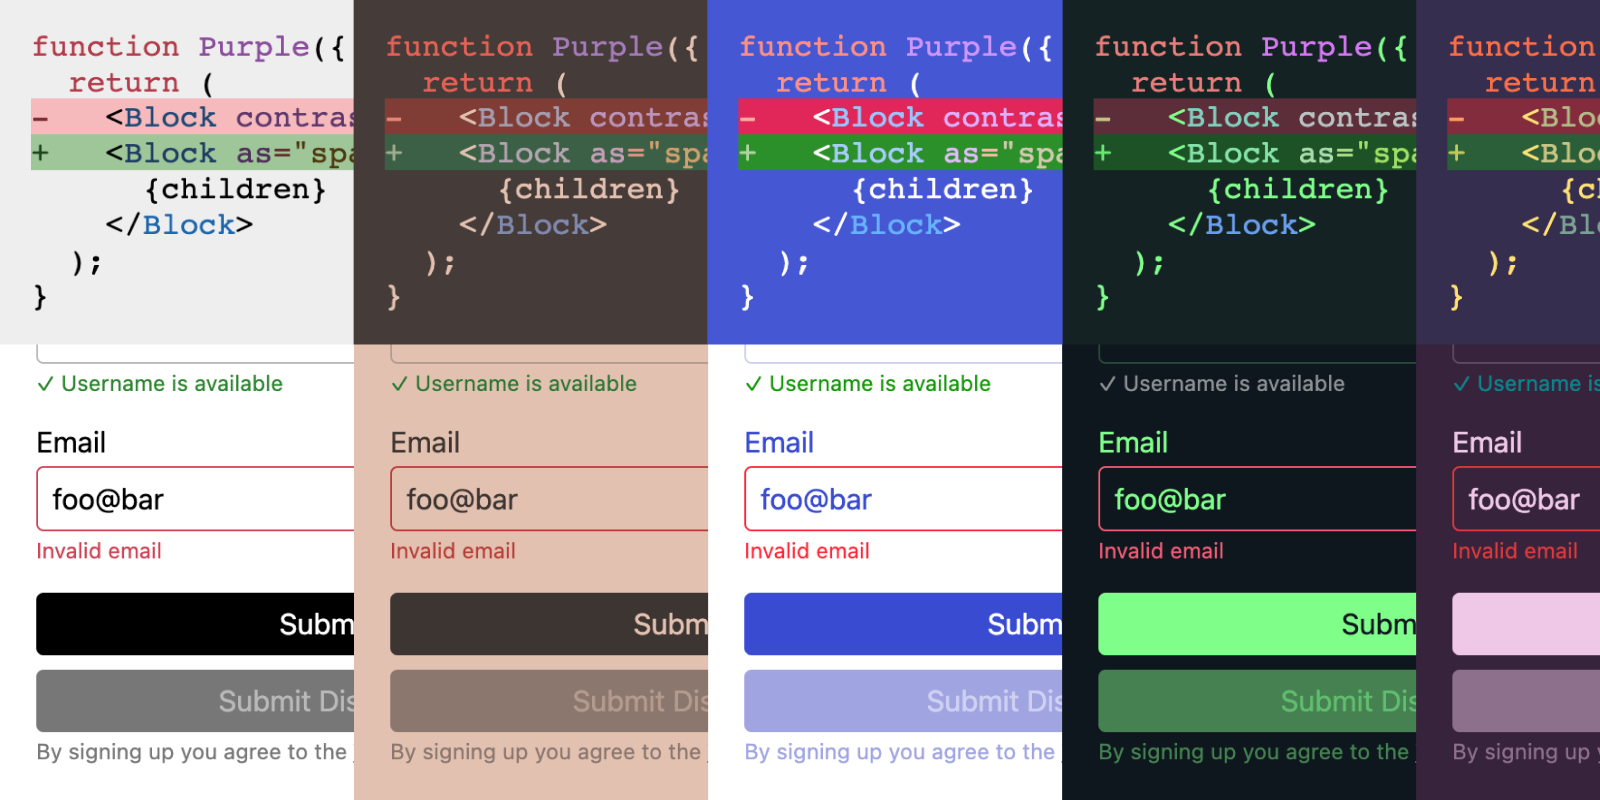 function Purple({
return (
- <Block contras
+ <Block as="spa
{children}
</Block>
);
}
✓ Username is available
Email
foo@bar
Invalid email
Subm
Submit Dis
By signing up you agree to the
function Purple({
return (
- <Block contras
+ <Block as="spa
{children}
</Block>
);
}
✓ Username is available
Email
foo@bar
Invalid email
Subm
Submit Dis
By signing up you agree to the
function Purple({
return (
- <Block contras
+ <Block as="spa
{children}
</Block>
);
}
✓ Username is available
Email
foo@bar
Invalid email
Subm
Submit Dis
By signing up you agree to the
function Purple({
return (
- <Block contras
+ <Block as="spa
{children}
</Block>
);
}
✓ Username is available
Email
foo@bar
Invalid email
Subm
Submit Dis
By signing up you agree to the
function
return
- <Blo
+ <Blo
{c
</Bl
);
}
✓ Username is
Email
foo@bar
Invalid email
By signing up